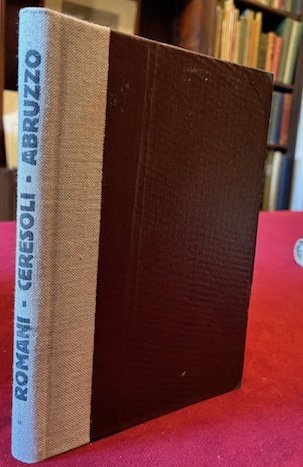 ROMANI - CERESOLI - ABRUZZO